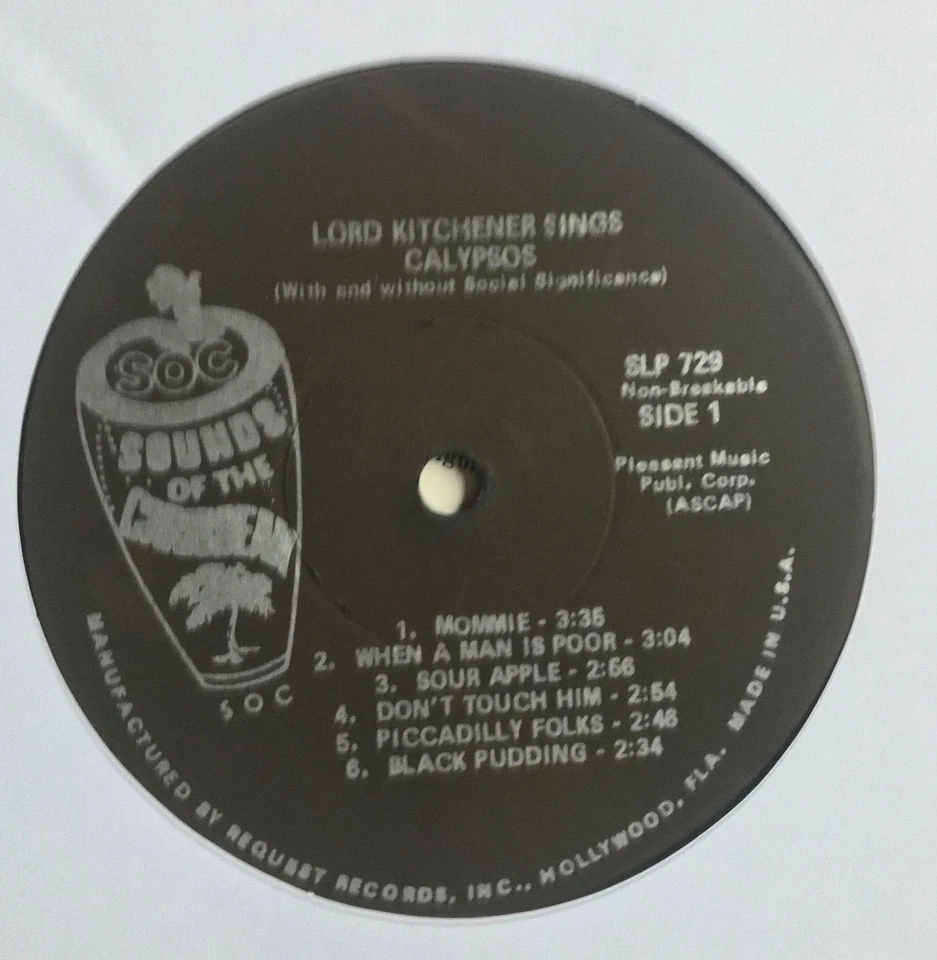 LORD KITCHENER SINGS
CALYPSOS
(With and without Social Significance)
SOC
SOUNDS
OF THE
CARIBBEAN
SOC
SLP 729
Non-Breakable
SIDE 1
Pleasant Music
Publ. Corp.
(ASCAP)
1. MOMMIE - 3:35
2. WHEN A MAN IS POOR - 3:04
3. SOUR APPLE - 2:56
4. DON'T TOUCH HIM - 2:54
5. PICCADILLY FOLKS - 2:46
6. BLACK PUDDING - 2:34
MANUFACTURED BY REQUEST RECORDS, INC., HOLLYWOOD, FLA. MADE IN U.S.A.